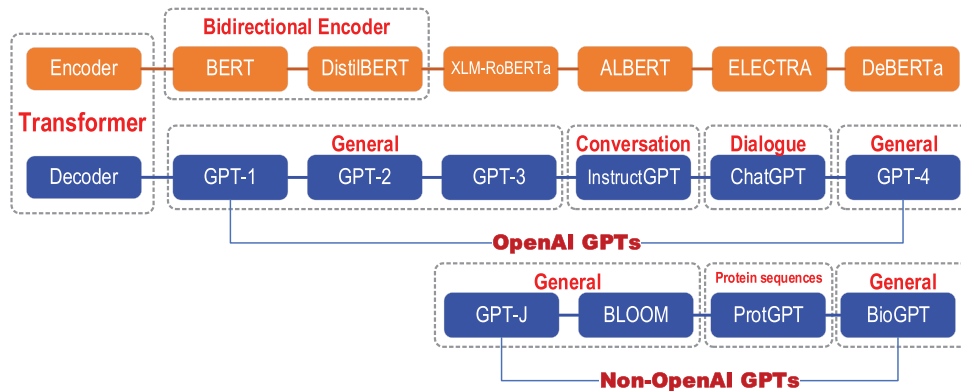 Bidirectional Encoder
Encoder BERT DistilBERT XLM-RoBERTa ALBERT ELECTRA DeBERTa
Transformer
General Conversation Dialogue General
Decoder GPT-1 GPT-2 GPT-3 InstructGPT ChatGPT GPT-4
OpenAI GPTs
General Protein sequences General
GPT-J BLOOM ProtGPT BioGPT
Non-OpenAI GPTs